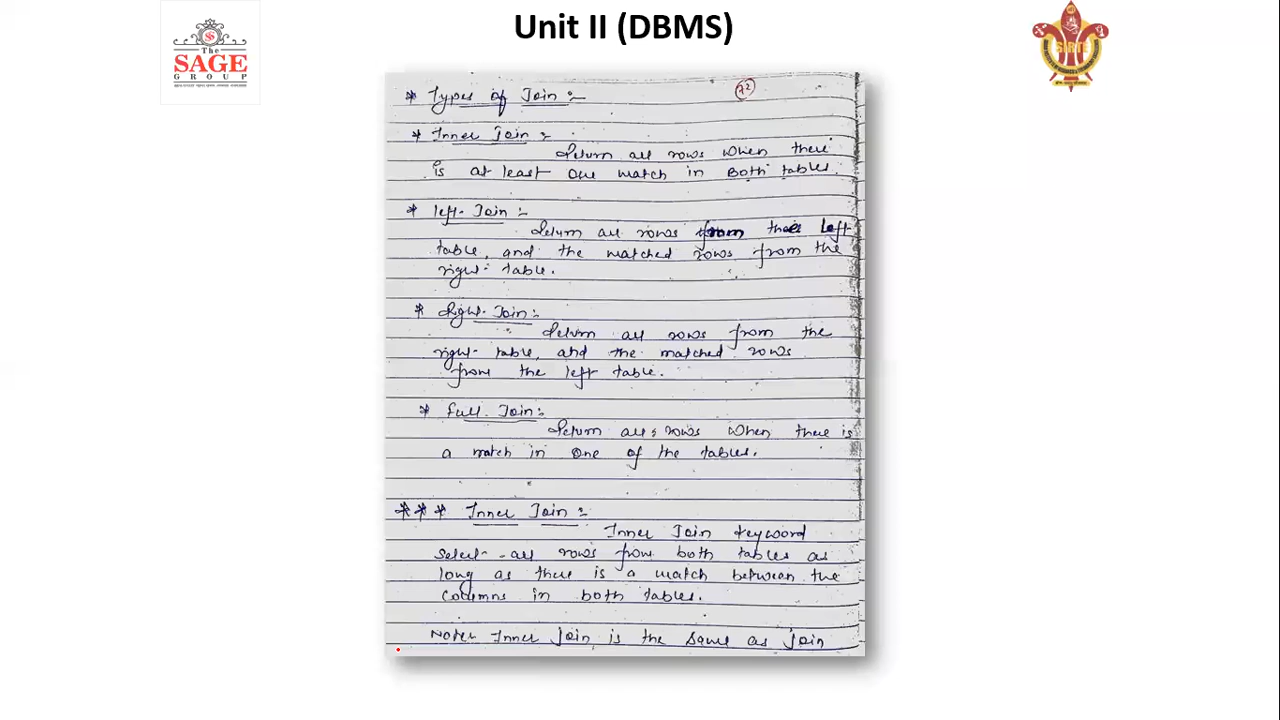 Unit II (DBMS)
The
SAGE
GROUP
SIRTE
* Types of Join :-
* Inner Join :-
Return all rows when there
is at least one match in Both tables.
* left Join :-
Return all rows from the left
table, and the matched rows from the
right table.
* Right Join :-
Return all rows from the
right table, and the matched rows
from the left table.
* full Join :-
Return all rows when there is
a match in one of the tables.
*** Inner Join :-
Inner Join keyword
select all rows from both tables as
long as there is a match between the
columns in both tables.
Note:- Inner join is the same as join